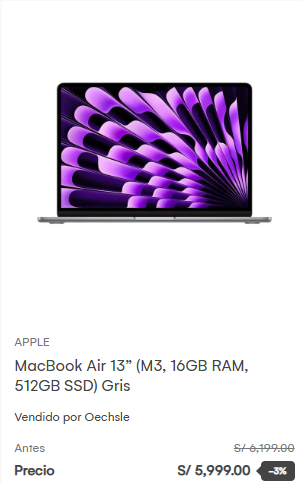 APPLE
MacBook Air 13” (M3, 16GB RAM,
512GB SSD) Gris
Vendido por Oechsle
Antes S/ 6,199.00
Precio S/ 5,999.00 -3%